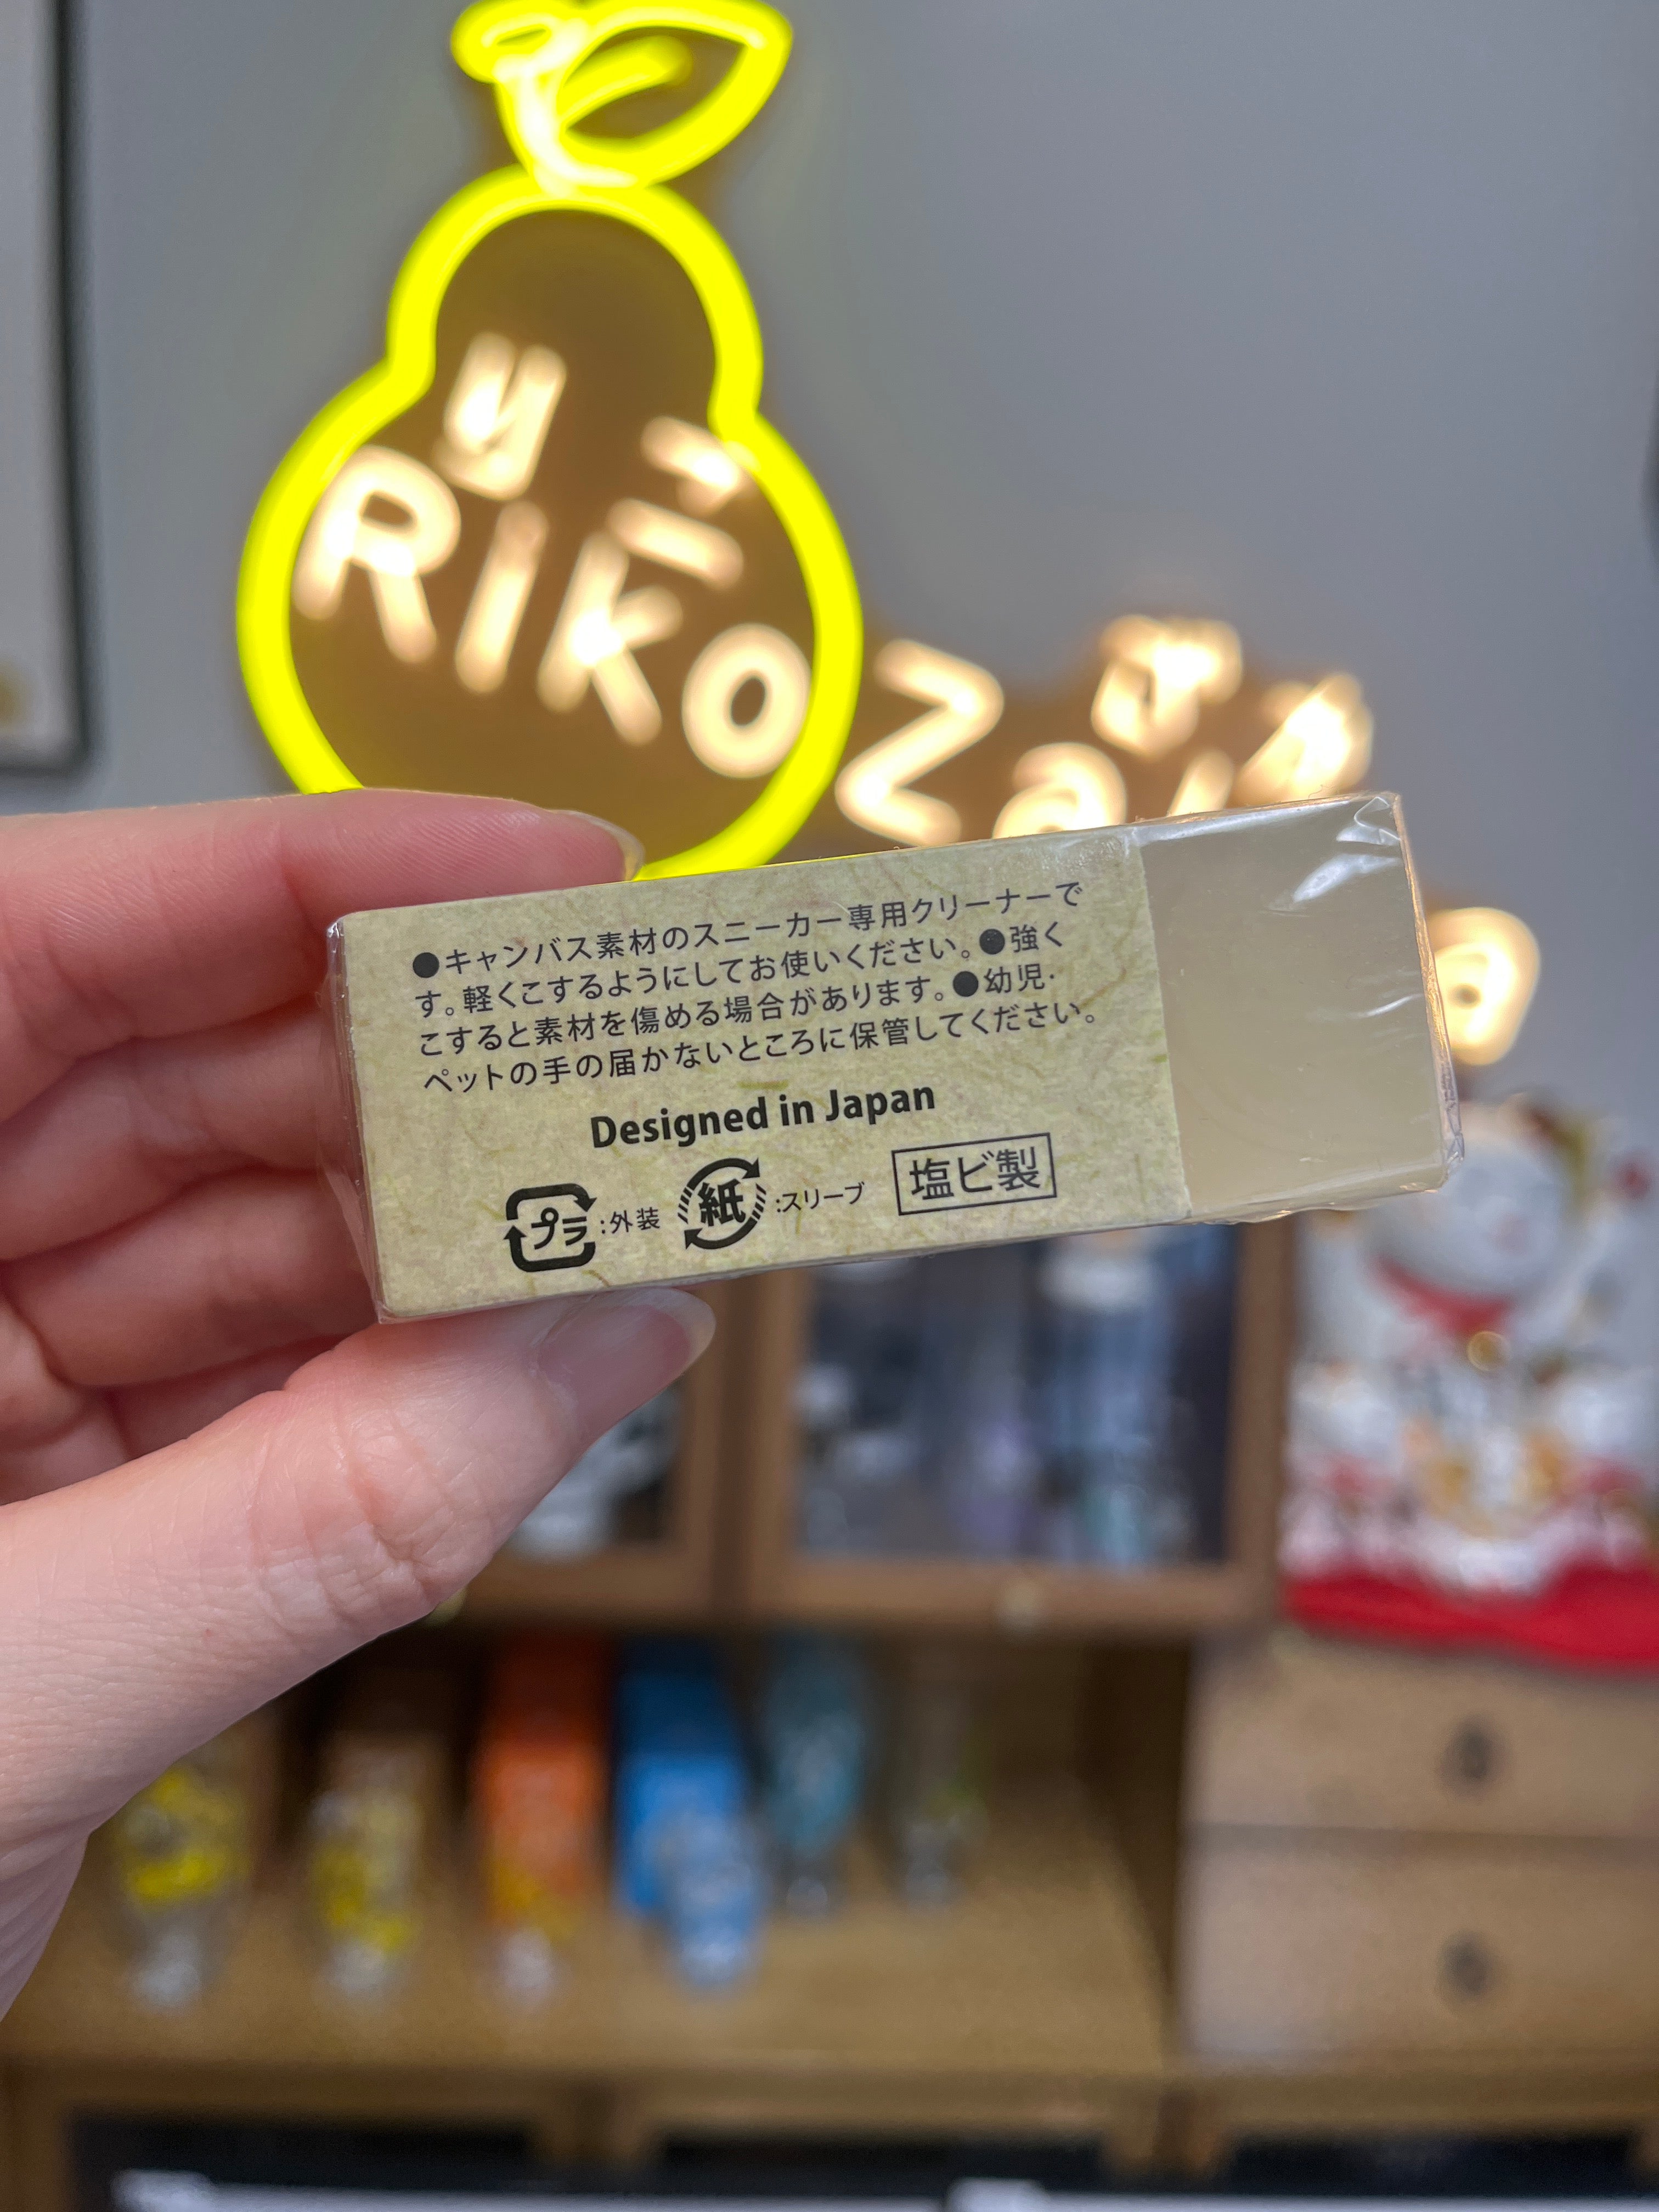 リ コ
RiKoZa
●キャンバス素材のスニーカー専用クリーナーで
す。軽くこするようにしてお使いください。●強く
こすると素材を傷める場合があります。●幼児・
ペットの手の届かないところに保管してください。
Designed in Japan
プラ:外装 紙:スリーブ 塩ビ製